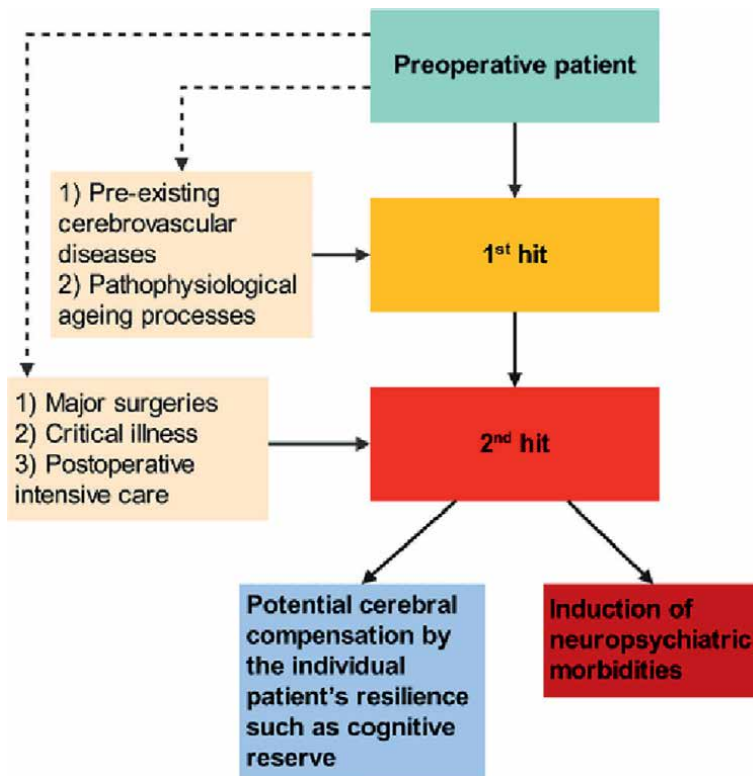 Preoperative patient
1) Pre-existing
cerebrovascular
diseases
2) Pathophysiological
ageing processes
1st hit
1) Major surgeries
2) Critical illness
3) Postoperative
intensive care
2nd hit
Potential cerebral
compensation by
the individual
patient's resilience
such as cognitive
reserve
Induction of
neuropsychiatric
morbidities